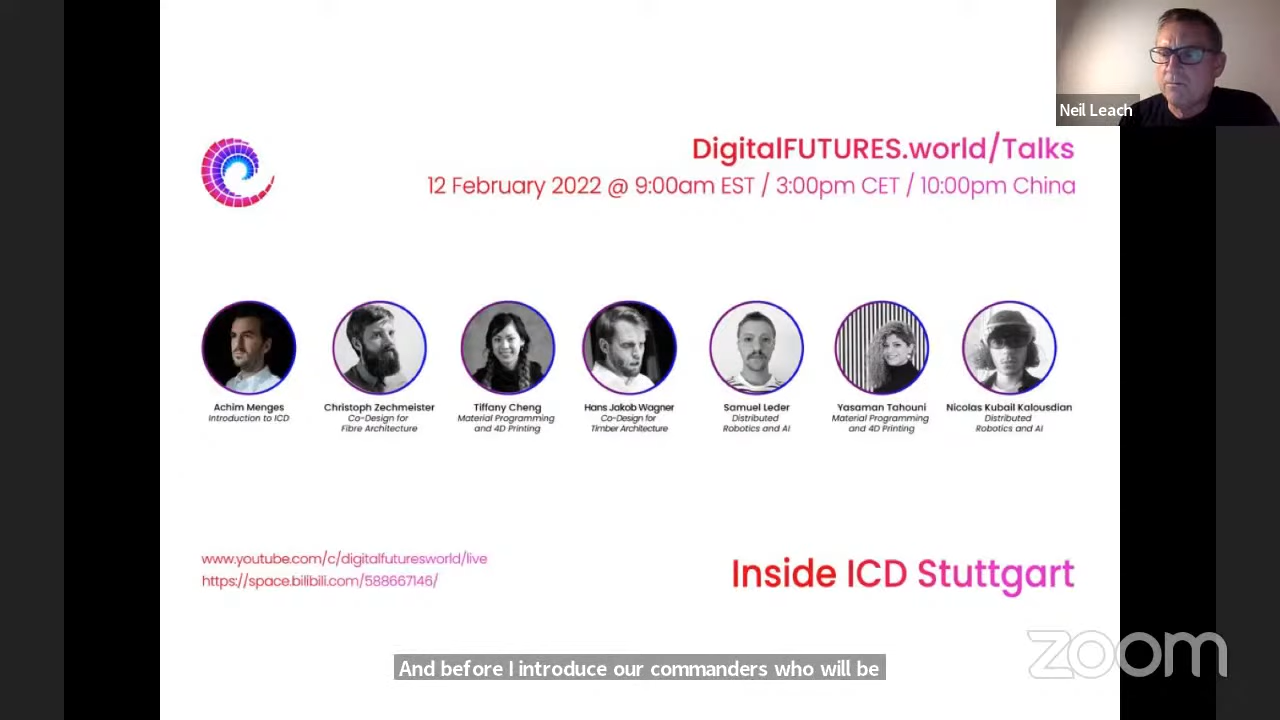 Neil Leach
DigitalFUTURES.world/Talks
12 February 2022 @ 9:00am EST / 3:00pm CET / 10:00pm China
Achim Menges
Introduction to ICD
Christoph Zechmeister
Co-Design for
Fibre Architecture
Tiffany Cheng
Material Programming
and 4D Printing
Hans Jakob Wagner
Co-Design for
Timber Architecture
Samuel Leder
Distributed
Robotics and AI
Yasaman Tahouni
Material Programming
and 4D Printing
Nicolas Kubail Kalousdian
Distributed
Robotics and AI
www.youtube.com/c/digitalfuturesworld/live
https://space.bilibili.com/588667146/
Inside ICD Stuttgart
zoom
And before I introduce our commanders who will be